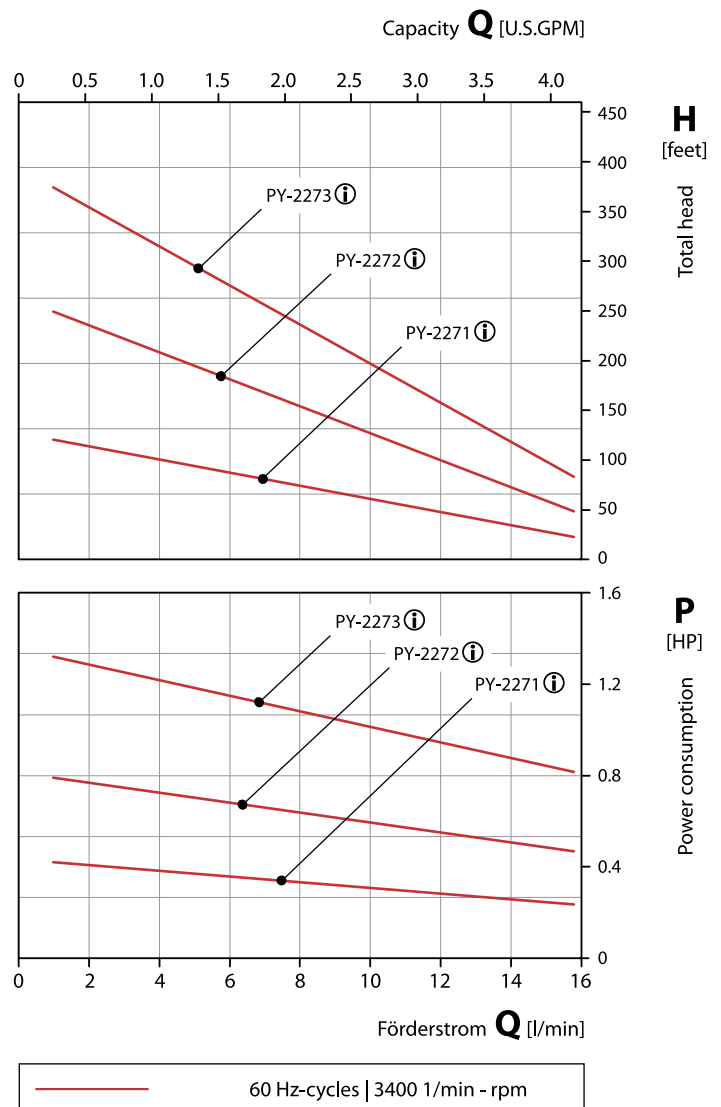 Capacity Q [U.S.GPM]
0 0.5 1.0 1.5 2.0 2.5 3.0 3.5 4.0
450
H
[feet]
400
PY-2273 i
350
PY-2272 i
300
Total head
250
PY-2271 i
200
150
100
50
0
1.6
P
[HP]
PY-2273 i
PY-2272 i
1.2
PY-2271 i
0.8
Power consumption
0.4
0
0 2 4 6 8 10 12 14 16
Förderstrom Q [l/min]
60 Hz-cycles | 3400 1/min - rpm